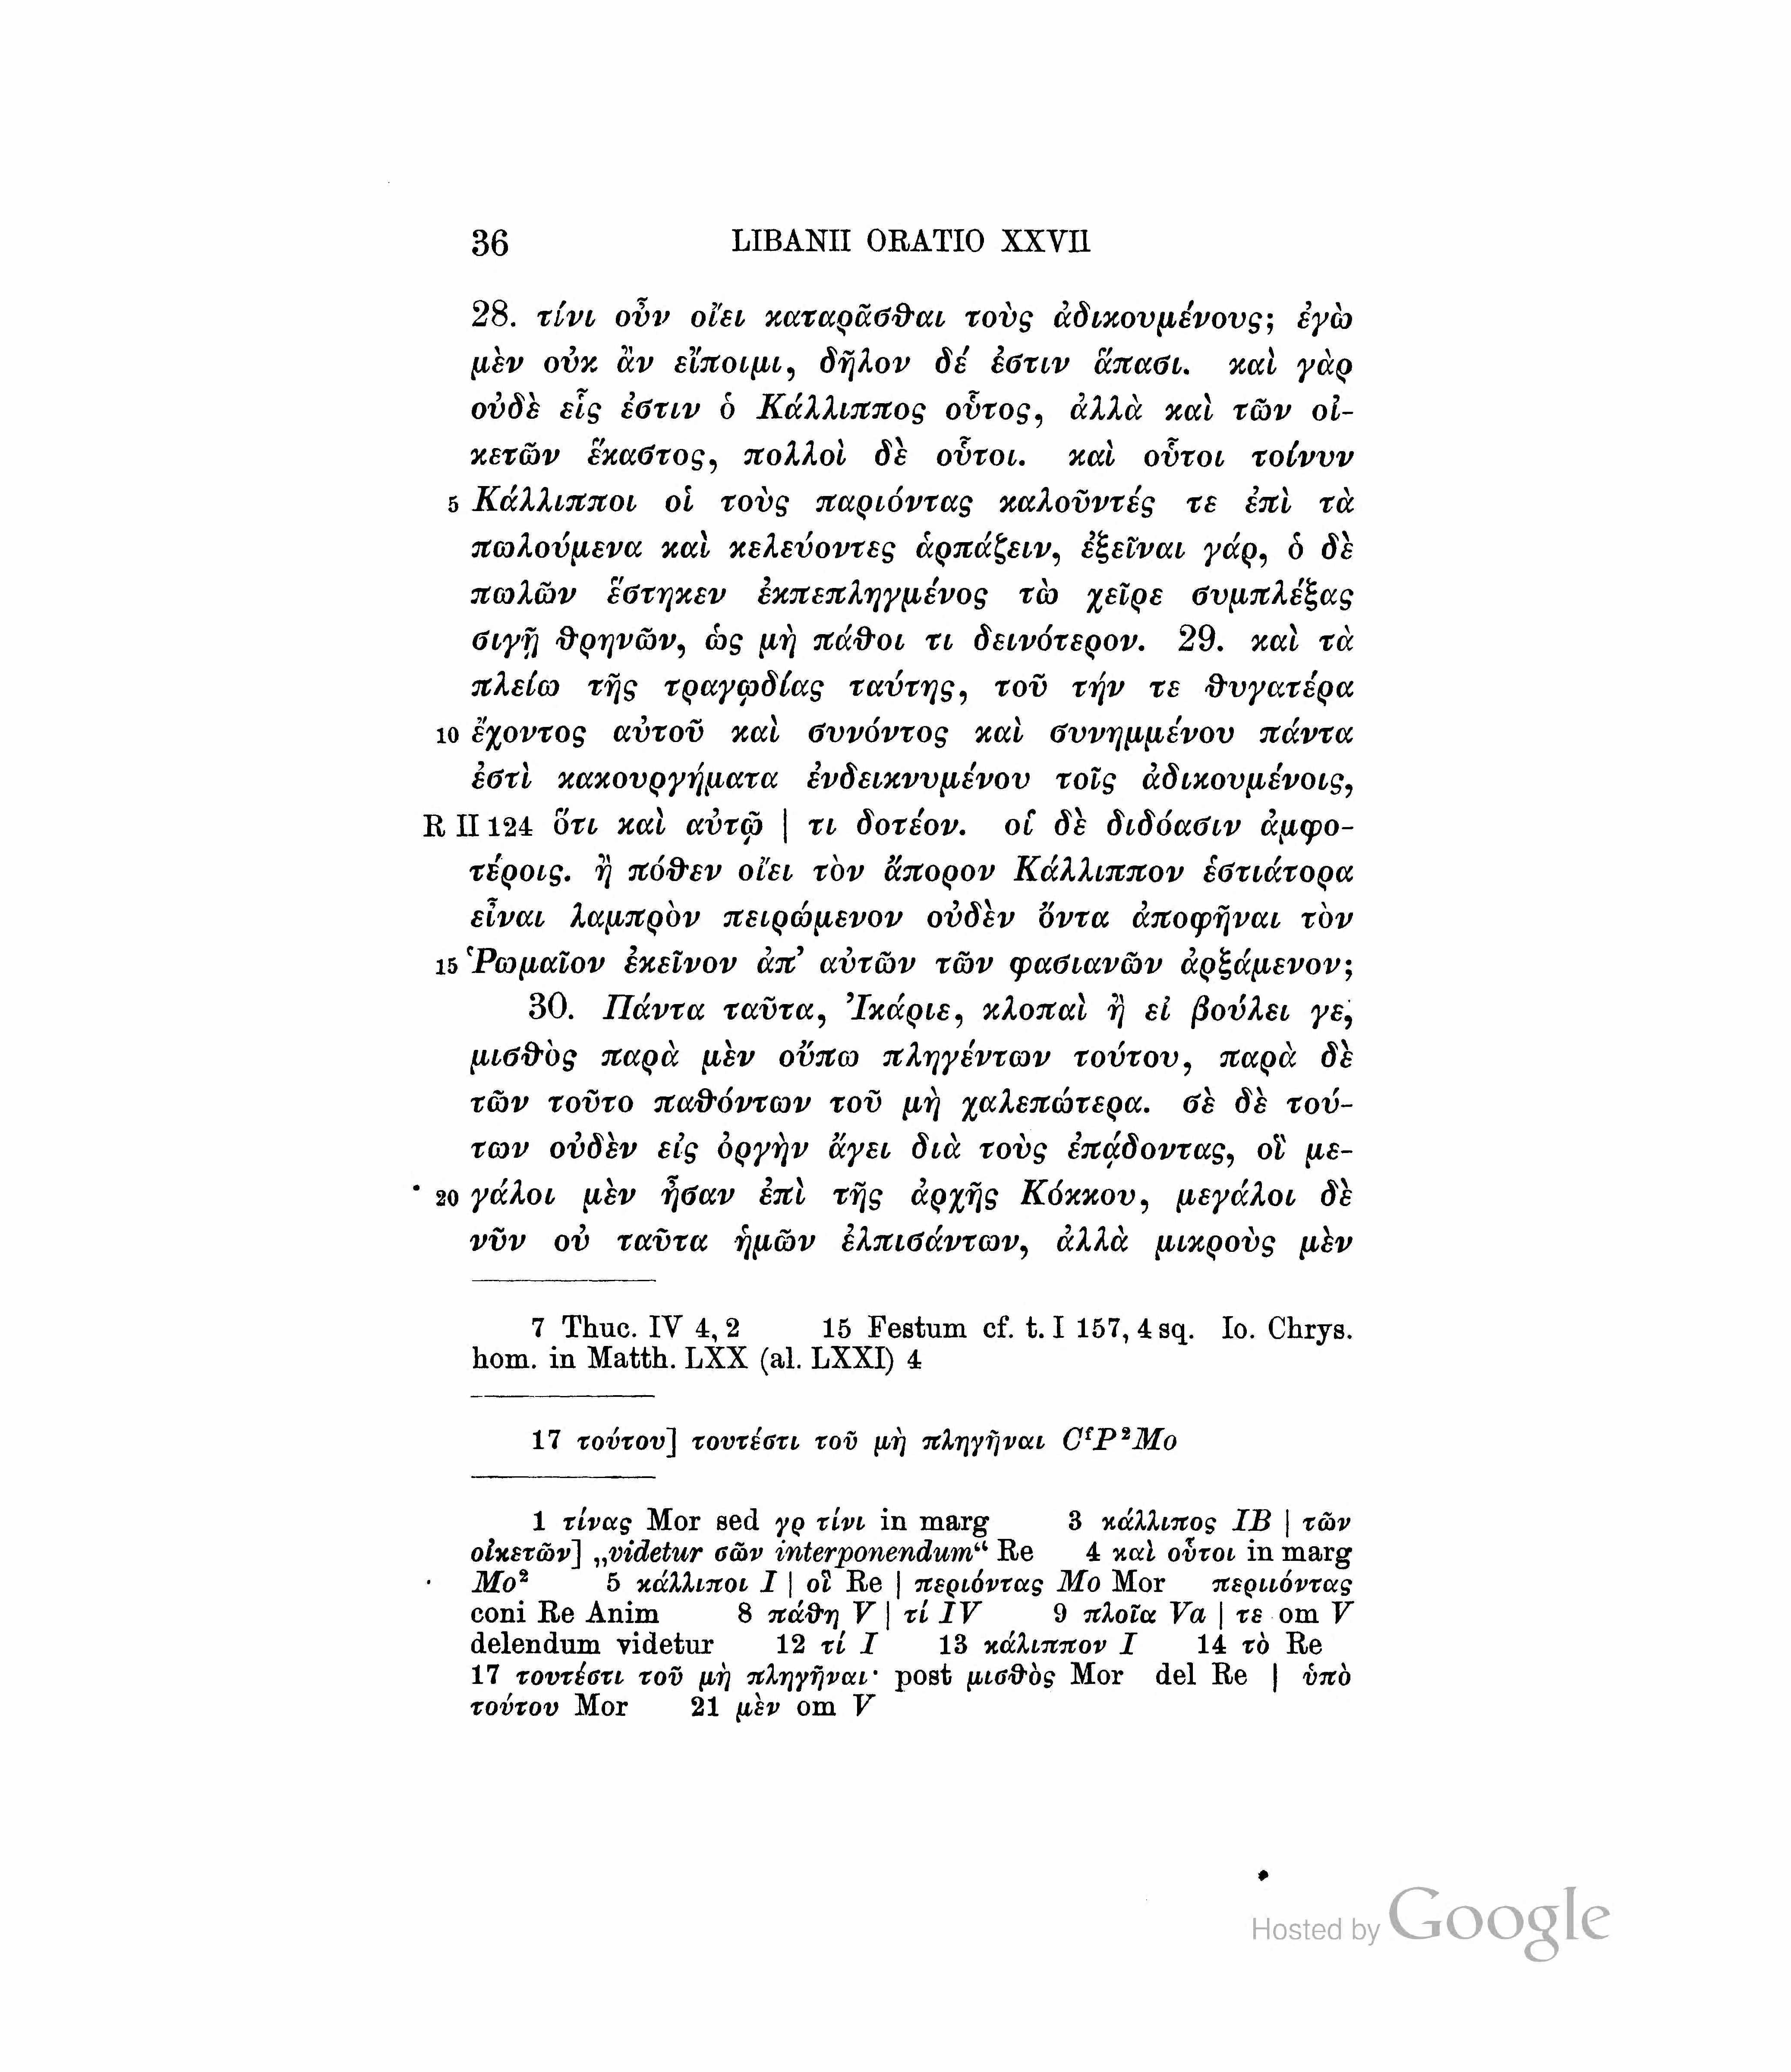 36 LIBANII ORATIO XXVII
28. τίνι οὖν οἴει καταρᾶσθαι τοὺς ἀδικουμένους; ἐγὼ
μὲν οὐκ ἂν εἴποιμι, δῆλον δέ ἐστιν ἅπασι. καὶ γὰρ
οὐδὲ εἷς ἐστιν ὁ Κάλλιππος οὗτος, ἀλλὰ καὶ τῶν οἰ-
κετῶν ἕκαστος, πολλοὶ δὲ οὗτοι. καὶ οὗτοι τοίνυν
5 Κάλλιπποι οἱ τοὺς παριόντας καλοῦντές τε ἐπὶ τὰ
πωλούμενα καὶ κελεύοντες ἁρπάζειν, ἐξεῖναι γάρ, ὁ δὲ
πωλῶν ἕστηκεν ἐκπεπληγμένος τὼ χεῖρε συμπλέξας
σιγῇ θρηνῶν, ὡς μὴ πάθοι τι δεινότερον. 29. καὶ τὰ
πλείω τῆς τραγῳδίας ταύτης, τοῦ τήν τε θυγατέρα
10 ἔχοντος αὐτοῦ καὶ συνόντος καὶ συνημμένου πάντα
ἐστὶ κακουργήματα ἐνδεικνυμένου τοῖς ἀδικουμένοις,
R II 124 ὅτι καὶ αὐτῷ | τι δοτέον. οἱ δὲ διδόασιν ἀμφο-
τέροις. ἢ πόθεν οἴει τὸν ἄπορον Κάλλιππον ἑστιάτορα
εἶναι λαμπρὸν πειρώμενον οὐδὲν ὄντα ἀποφῆναι τὸν
15 Ῥωμαῖον ἐκεῖνον ἀπ’ αὐτῶν τῶν φασιανῶν ἀρξάμενον;
30. Πάντα ταῦτα, Ἰκάριε, κλοπαὶ ἢ εἰ βούλει γε,
μισθὸς παρὰ μὲν οὔπω πληγέντων τούτου, παρὰ δὲ
τῶν τοῦτο παθόντων τοῦ μὴ χαλεπώτερα. σὲ δὲ τού-
των οὐδὲν εἰς ὀργὴν ἄγει διὰ τοὺς ἐπᾴδοντας, οἳ με-
20 γάλοι μὲν ἦσαν ἐπὶ τῆς ἀρχῆς Κόκκου, μεγάλοι δὲ
νῦν οὐ ταῦτα ἡμῶν ἐλπισάντων, ἀλλὰ μικροὺς μὲν
7 Thuc. IV 4, 2 15 Festum cf. t. I 157, 4 sq. Io. Chrys.
hom. in Matth. LXX (al. LXXI) 4
17 τούτου] τουτέστι τοῦ μὴ πληγῆναι CᶠP²Mo
1 τίνας Mor sed γρ τίνι in marg 3 κάλλιπος IB | τῶν
οἰκετῶν] „videtur σῶν interponendum“ Re 4 καὶ οὗτοι in marg
Mo² 5 κάλλιποι I | οἳ Re | περιόντας Mo Mor περιιόντας
coni Re Anim 8 πάθη V | τί IV 9 πλοῖα Va | τε om V
delendum videtur 12 τί I 13 κάλιππον I 14 τὸ Re
17 τουτέστι τοῦ μὴ πληγῆναι· post μισθὸς Mor del Re | ὑπὸ
τούτου Mor 21 μὲν om V
Hosted by Google